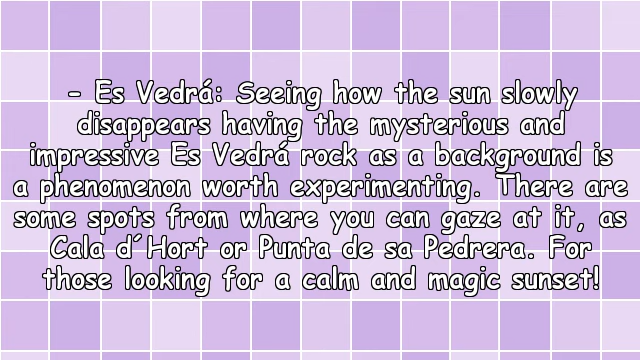 - Es Vedrá: Seeing how the sun slowly
disappears having the mysterious and
impressive Es Vedrá rock as a background is
a phenomenon worth experimenting. There are
some spots from where you can gaze at it, as
Cala d´Hort or Punta de sa Pedrera. For
those looking for a calm and magic sunset!